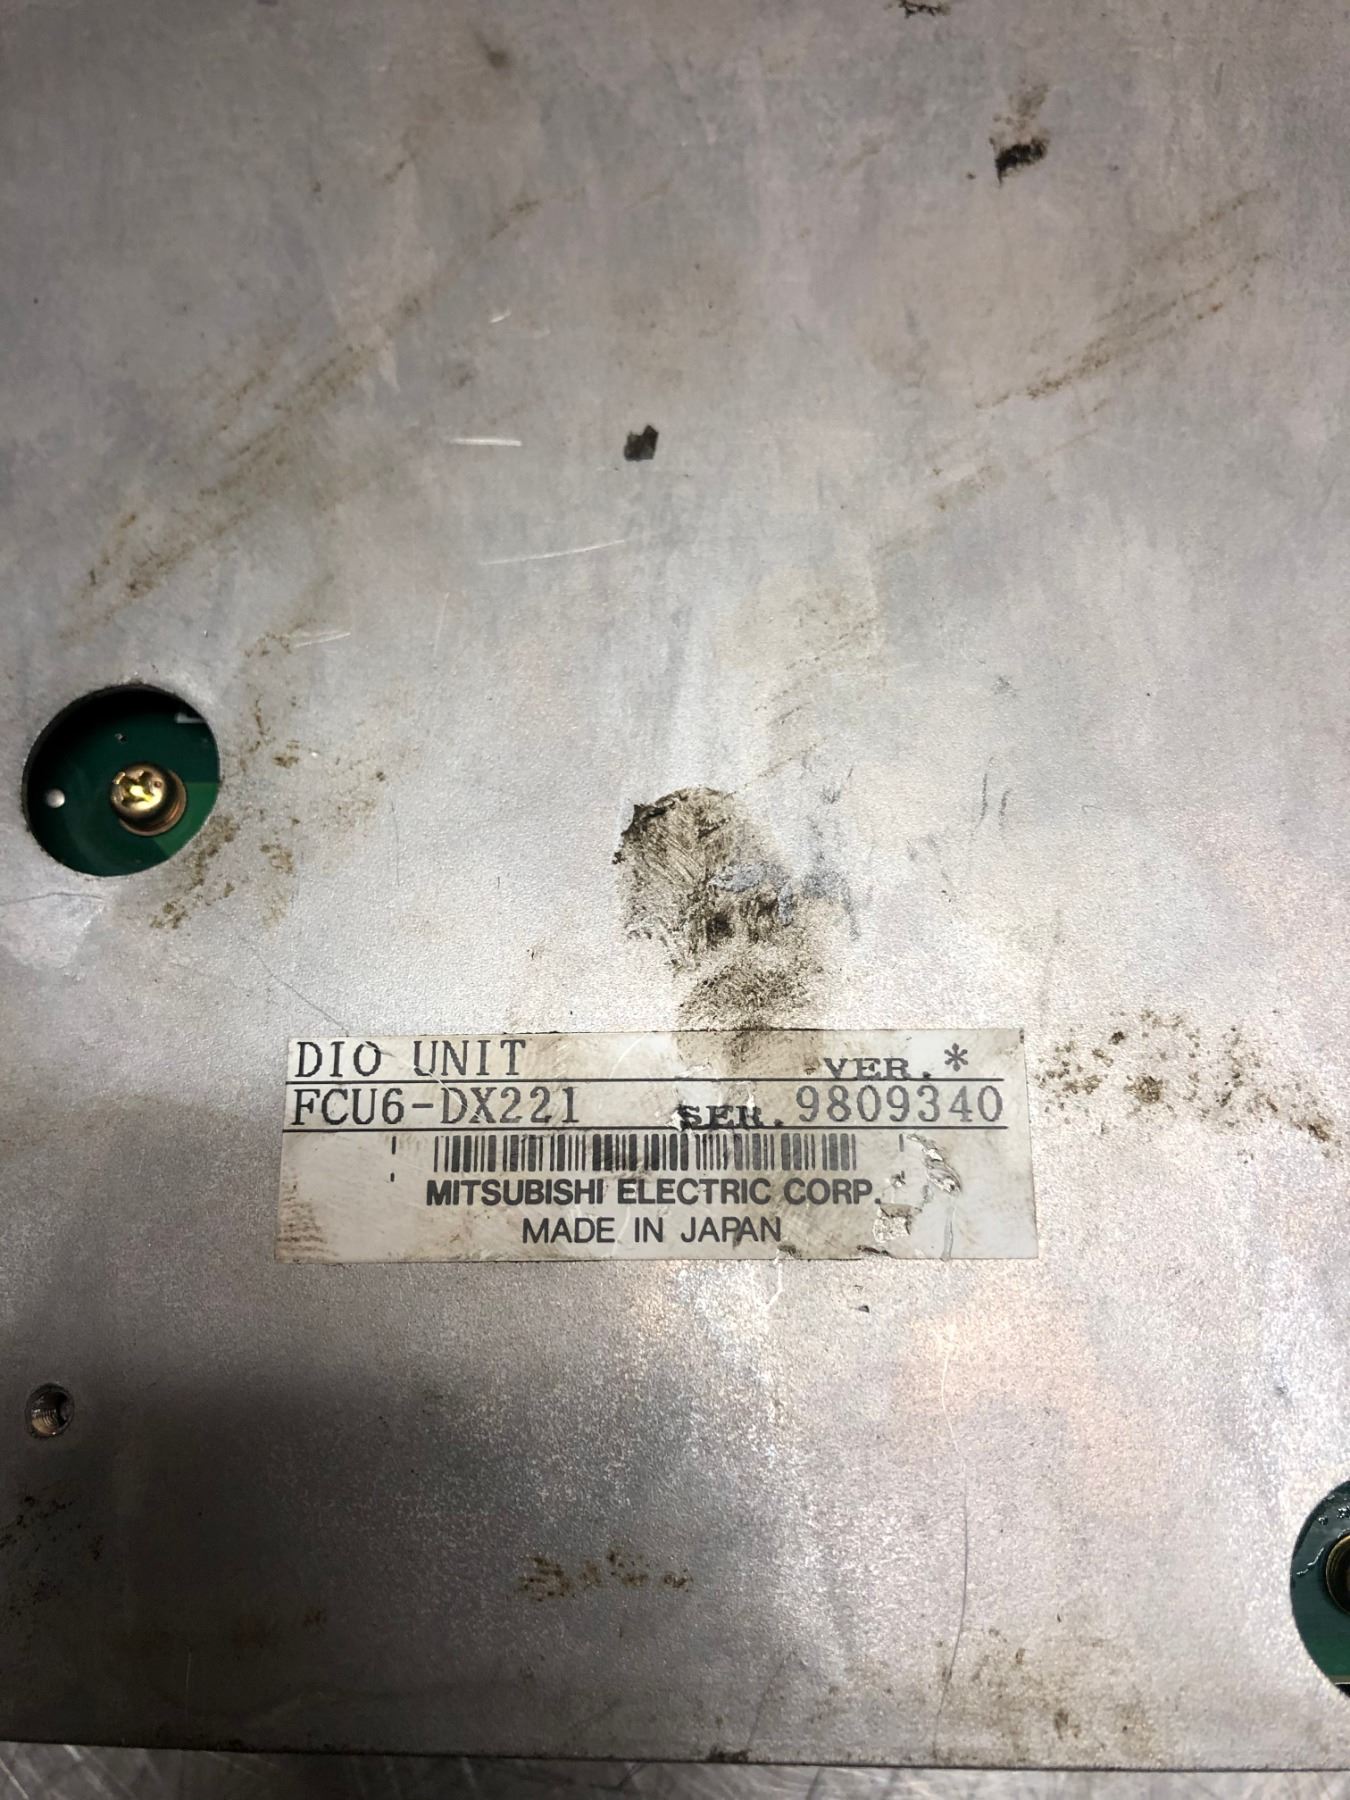 DIO UNIT VER. *
FCU6-DX221 SER. 9809340
MITSUBISHI ELECTRIC CORP.
MADE IN JAPAN